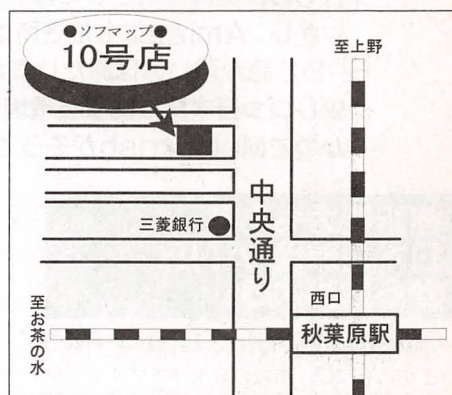 ●ソフマップ●
10号店
至上野
中央通り
三菱銀行
西口
秋葉原駅
至お茶の水